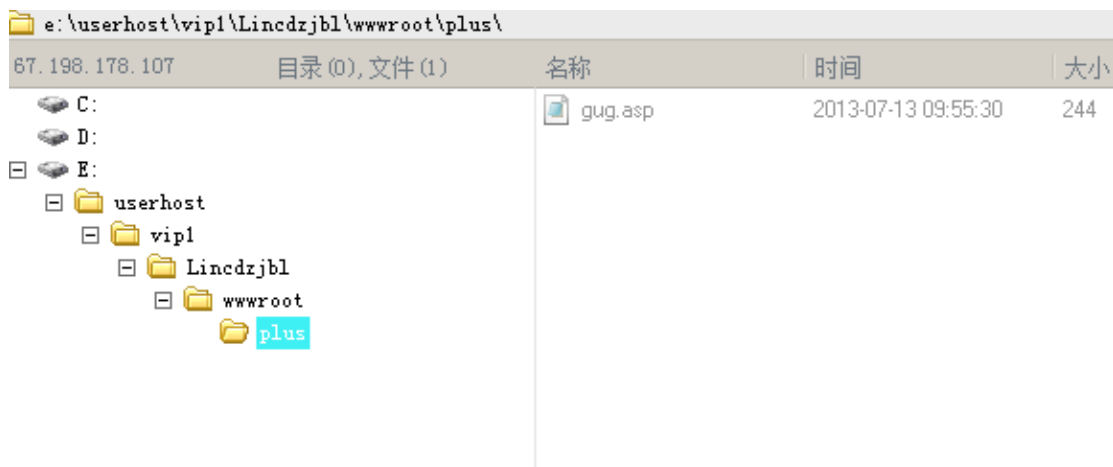 e:\userhost\vip1\Lincdzjbl\wwwroot\plus\
67.198.178.107 目录(0),文件(1) 名称 时间 大小
C: gug.asp 2013-07-13 09:55:30 244
D:
E:
userhost
vip1
Lincdzjbl
wwwroot
plus